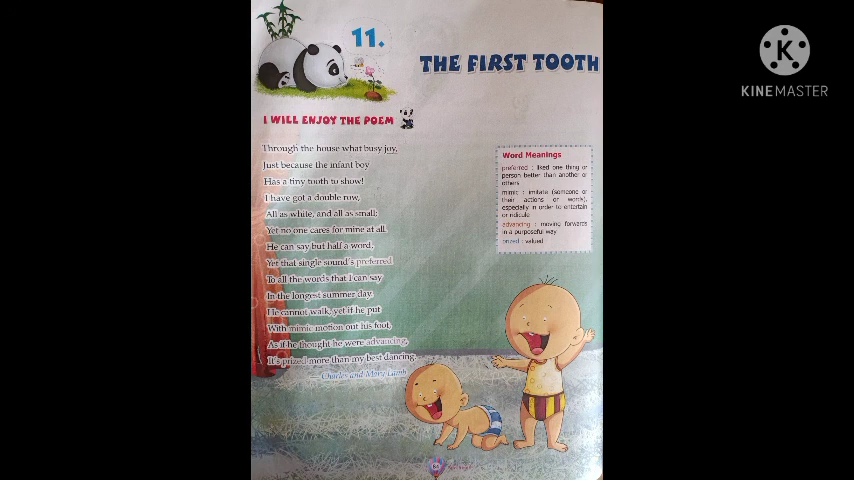 11.
THE FIRST TOOTH
KINEMASTER
I WILL ENJOY THE POEM
Through the house what busy joy,
Just because the infant boy
Has a tiny tooth to show!
I have got a double row,
All as white, and all as small;
Yet no one cares for mine at all.
He can say but half a word,
Yet that single sound's preferred
To all the words that I can say
In the longest summer day.
He cannot walk, yet if he put
With mimic motion out his foot,
As if he thought he were advancing,
It's prized more than my best dancing.
— Charles and Mary Lamb
Word Meanings
preferred : liked one thing or
person better than another or
others
mimic : imitate (someone or
their actions or words),
especially in order to entertain
or ridicule
advancing : moving forwards
in a purposeful way
prized : valued